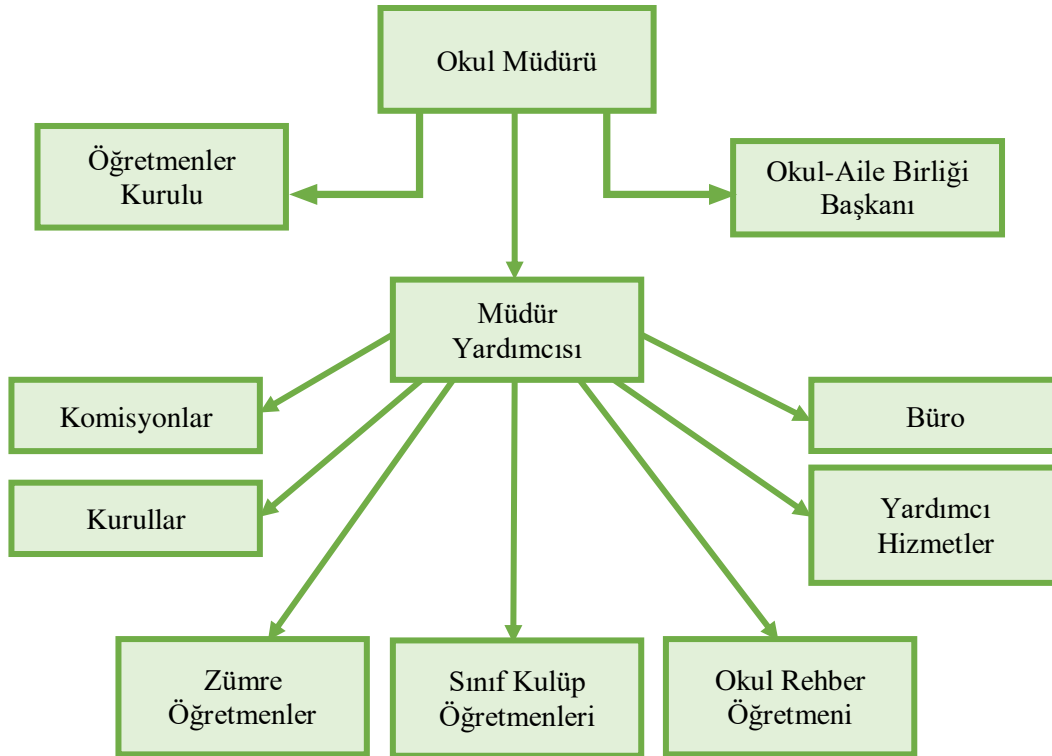 Okul Müdürü
Öğretmenler
Kurulu
Okul-Aile Birliği
Başkanı
Müdür
Yardımcısı
Komisyonlar
Büro
Kurullar
Yardımcı
Hizmetler
Zümre
Öğretmenler
Sınıf Kulüp
Öğretmenleri
Okul Rehber
Öğretmeni